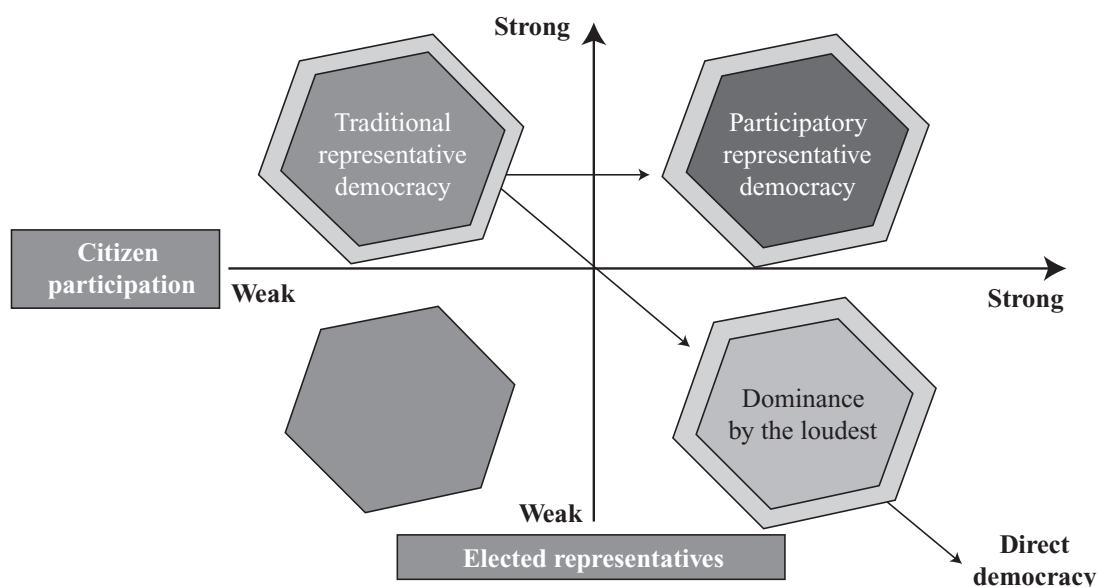 Strong
Traditional
representative
democracy
Participatory
representative
democracy
Citizen
participation
Weak
Strong
Dominance
by the loudest
Weak
Elected representatives
Direct
democracy